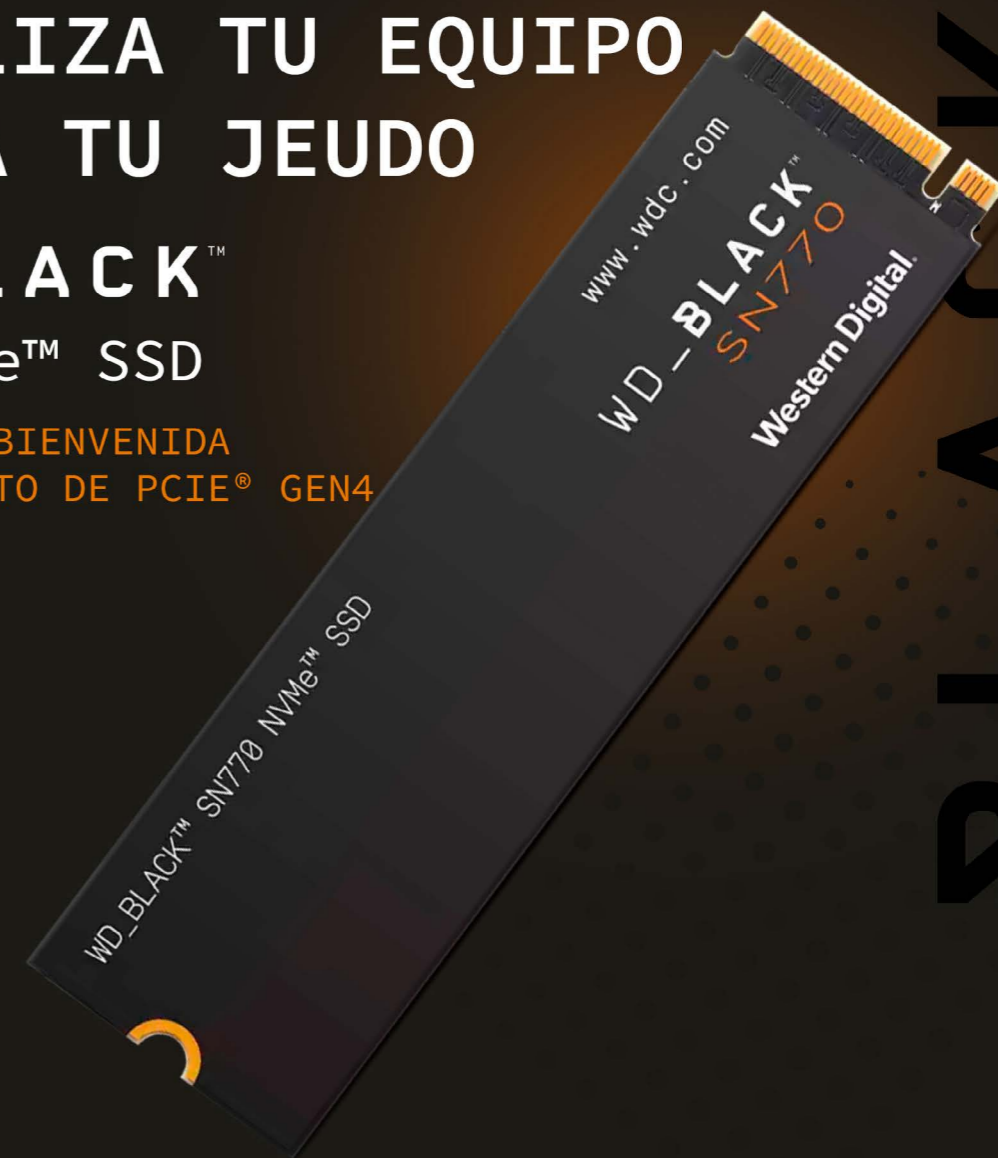 LIZA TU EQUIPO
A TU JEUDO
LACK™
e™ SSD
BIENVENIDA
TO DE PCIE® GEN4
www.wdc.com
WD_BLACK™
SN770
Western Digital®
WD_BLACK™ SN770 NVMe™ SSD
BLACK